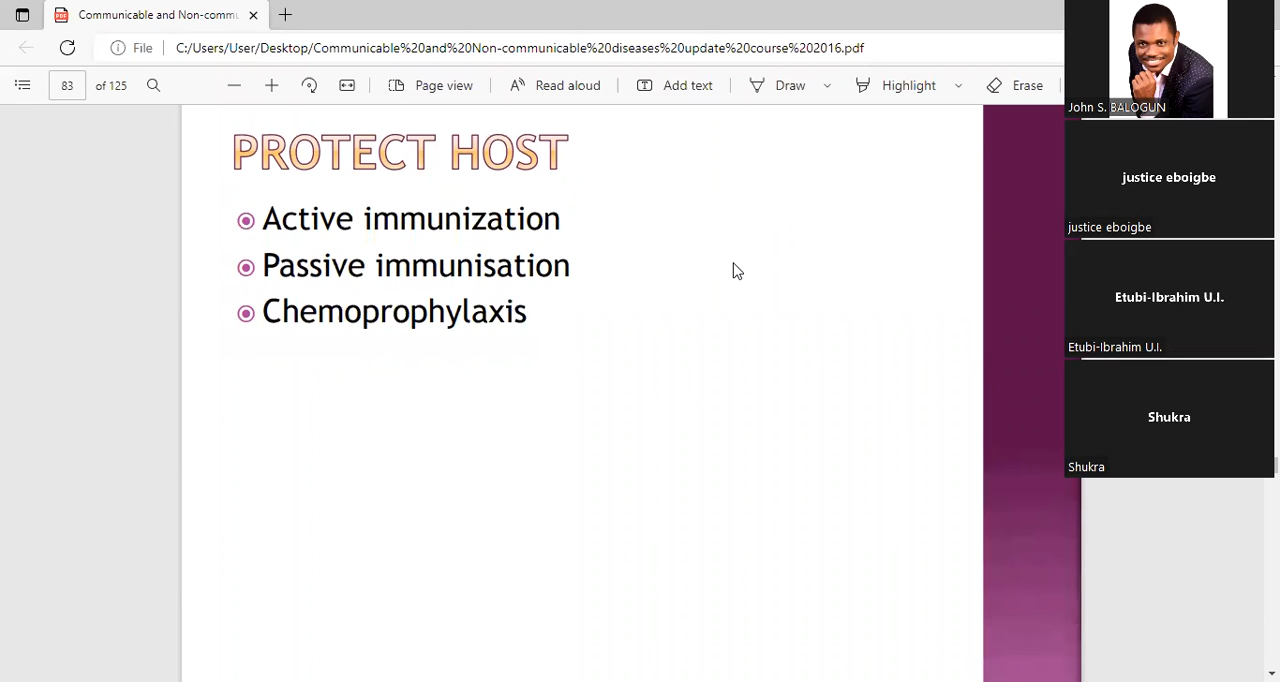 Communicable and Non-commu
File
C:/Users/User/Desktop/Communicable%20and%20Non-communicable%20diseases%20update%20course%202016.pdf
83 of 125
Page view
Read aloud
Add text
Draw
Highlight
Erase
PROTECT HOST
Active immunization
Passive immunisation
Chemoprophylaxis
John S. BALOGUN
justice eboigbe
justice eboigbe
Etubi-Ibrahim U.I.
Etubi-Ibrahim U.I.
Shukra
Shukra